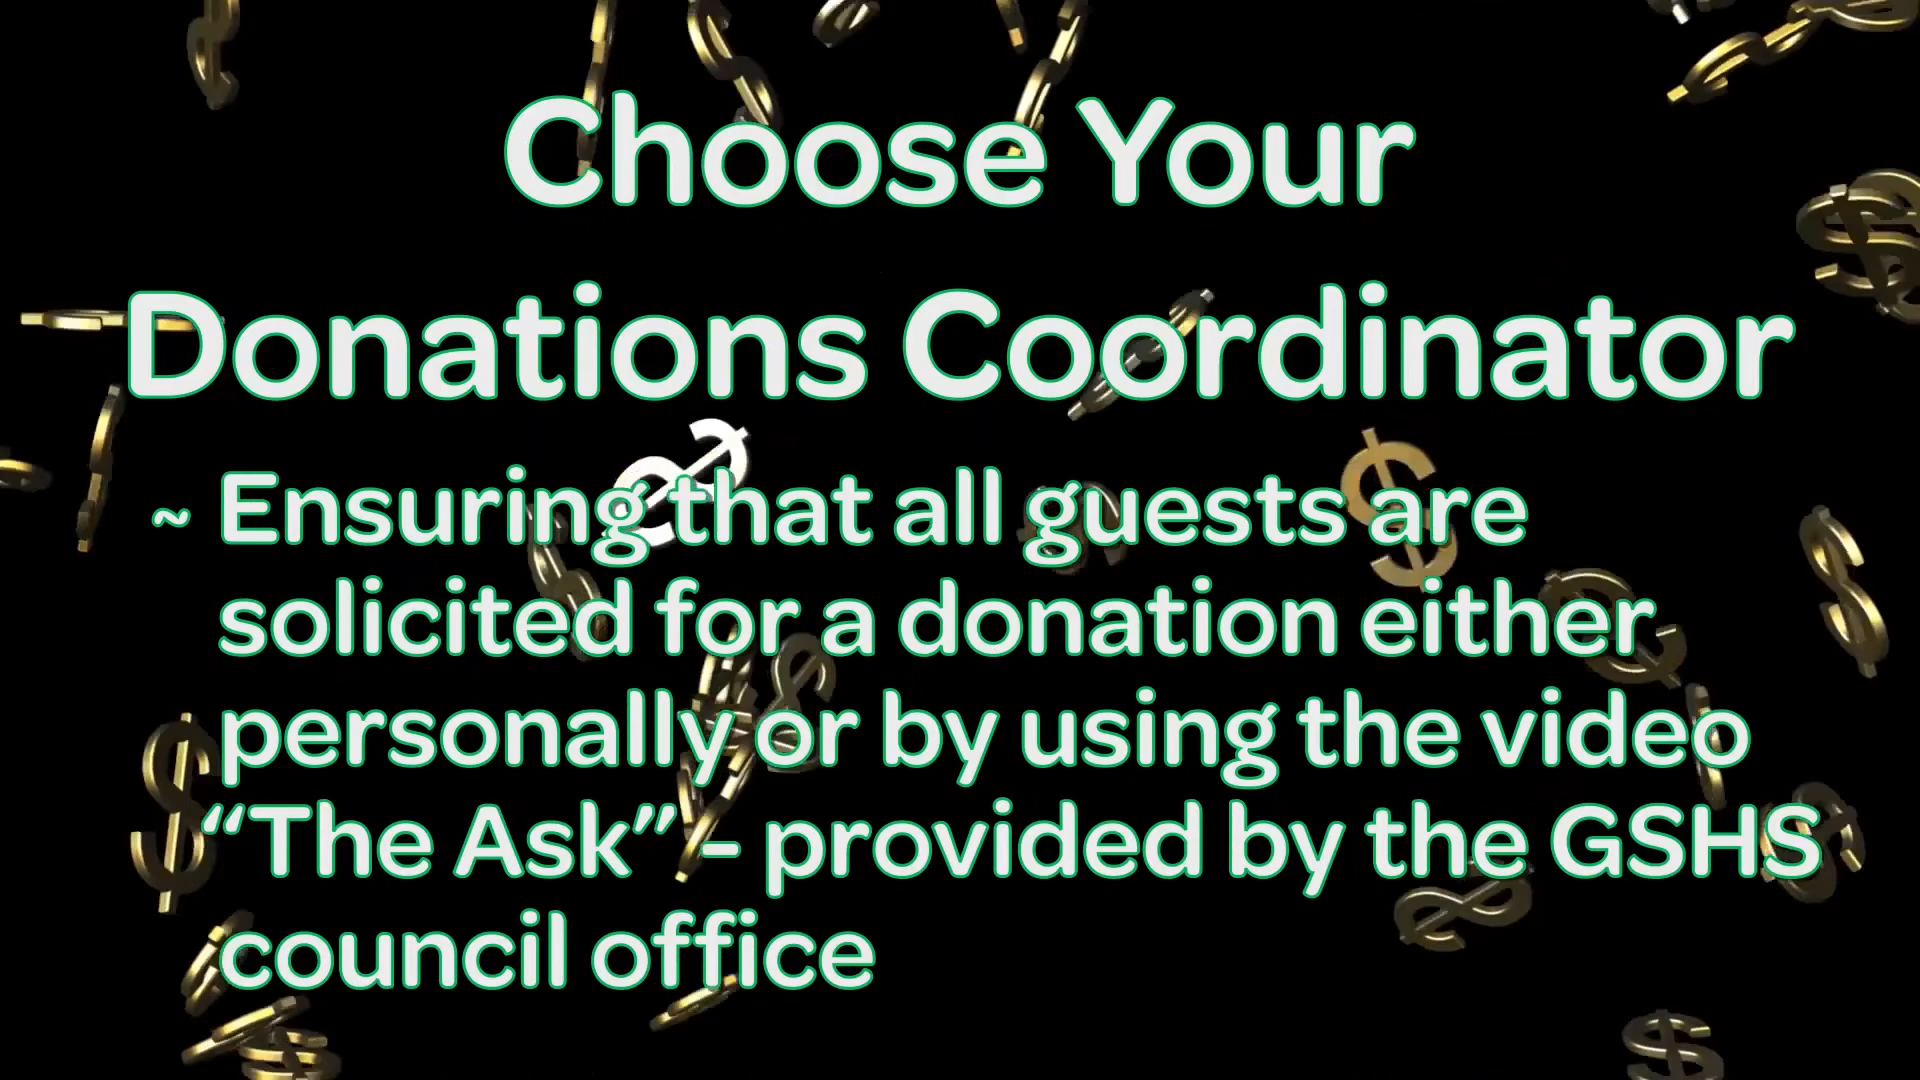 Choose Your
Donations Coordinator
~ Ensuring that all guests are
solicited for a donation either
personally or by using the video
“The Ask” - provided by the GSHS
council office